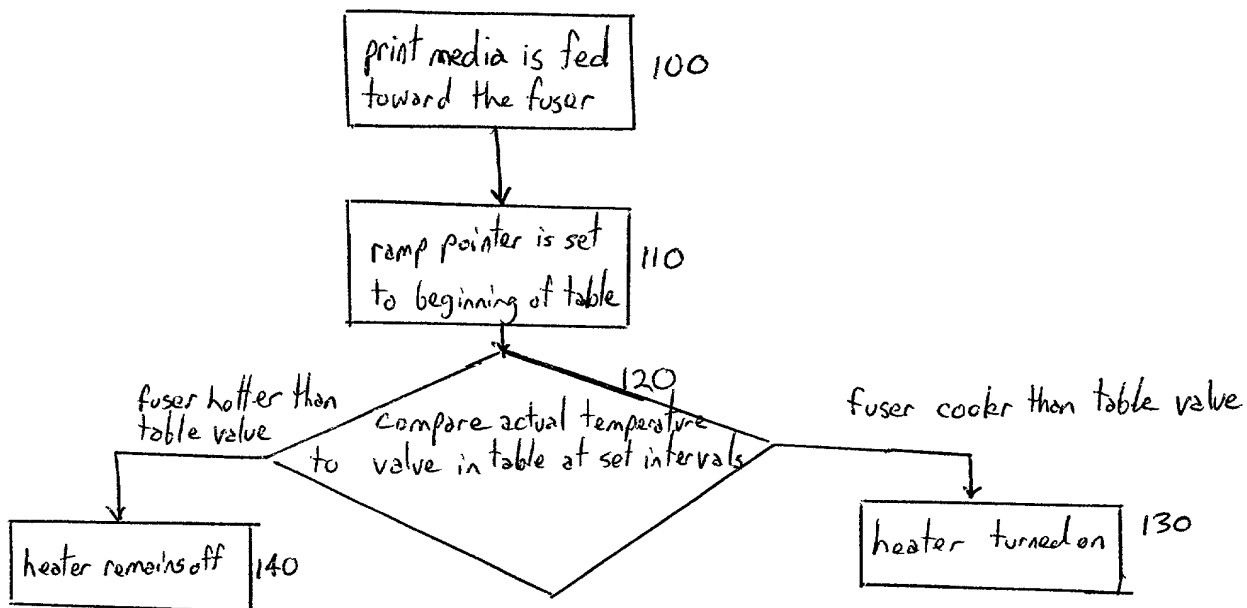 print media is fed
toward the fuser
100
ramp pointer is set
to beginning of table
110
120
fuser hotter than
table value
compare actual temperature
to value in table at set intervals
fuser cooler than table value
heater remains off
140
heater turned on
130